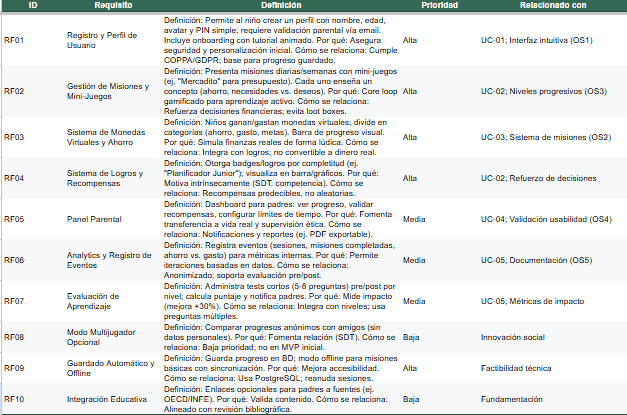 ID Requisito Definición Prioridad Relacionado con
RF01 Registro y Perfil de Usuario
Definición: Permite al niño crear un perfil con nombre, edad,
avatar y PIN simple; requiere validación parental vía email.
Incluye onboarding con tutorial animado. Por qué: Asegura
seguridad y personalización inicial. Cómo se relaciona: Cumple
COPPA/GDPR; base para progreso guardado.
Alta
UC-01; Interfaz intuitiva (OS1)
RF02 Gestión de Misiones y Mini-Juegos
Definición: Presenta misiones diarias/semanas con mini-juegos
(ej. "Mercadito" para presupuesto). Cada uno enseña un
concepto (ahorro, necesidades vs. deseos). Por qué: Core loop
gamificado para aprendizaje activo. Cómo se relaciona:
Refuerza decisiones financieras; evita loot boxes.
Alta
UC-02; Niveles progresivos (OS3)
RF03 Sistema de Monedas Virtuales y Ahorro
Definición: Niños ganan/gastan monedas virtuales; divide en
categorías (ahorro, gasto, metas). Barra de progreso visual.
Por qué: Simula finanzas reales de forma lúdica. Cómo se
relaciona: Integra con logros; no convertible a dinero real.
Alta
UC-03; Sistema de misiones (OS2)
RF04 Sistema de Logros y Recompensas
Definición: Otorga badges/logros por completitud (ej.
"Planificador Junior"); visualiza en barra/gráficos. Por qué:
Motiva intrínsecamente (SDT: competencia). Cómo se
relaciona: Recompensas predecibles, no aleatorias.
Alta
UC-02; Refuerzo de decisiones
RF05 Panel Parental
Definición: Dashboard para padres: ver progreso, validar
recompensas, configurar límites de tiempo. Por qué: Fomenta
transferencia a vida real y supervisión ética. Cómo se
relaciona: Notificaciones y reportes (ej. PDF exportable).
Media
UC-04; Validación usabilidad (OS4)
RF06 Analytics y Registro de Eventos
Definición: Registra eventos (sesiones, misiones completadas,
ahorro vs. gasto) para métricas internas. Por qué: Permite
iteraciones basadas en datos. Cómo se relaciona:
Anonimizado; soporta evaluación pre/post.
Media
UC-05; Documentación (OS5)
RF07 Evaluación de Aprendizaje
Definición: Administra tests cortos (5-8 preguntas) pre/post por
nivel; calcula puntaje y notifica padres. Por qué: Mide impacto
(mejora +30%). Cómo se relaciona: Integra con niveles; usa
preguntas múltiples.
Media
UC-05; Métricas de impacto
RF08 Modo Multijugador Opcional
Definición: Comparar progresos anónimos con amigos (sin
datos personales). Por qué: Fomenta relación (SDT). Cómo se
relaciona: Baja prioridad; no en MVP inicial.
Baja
Innovación social
RF09 Guardado Automático y Offline
Definición: Guarda progreso en BD; modo offline para misiones
básicas con sincronización. Por qué: Mejora accesibilidad.
Cómo se relaciona: Usa PostgreSQL; reanuda sesiones.
Alta
Factibilidad técnica
RF10 Integración Educativa
Definición: Enlaces opcionales para padres a fuentes (ej.
OECD/INFE). Por qué: Valida contenido. Cómo se relaciona:
Alineado con revisión bibliográfica.
Baja
Fundamentación